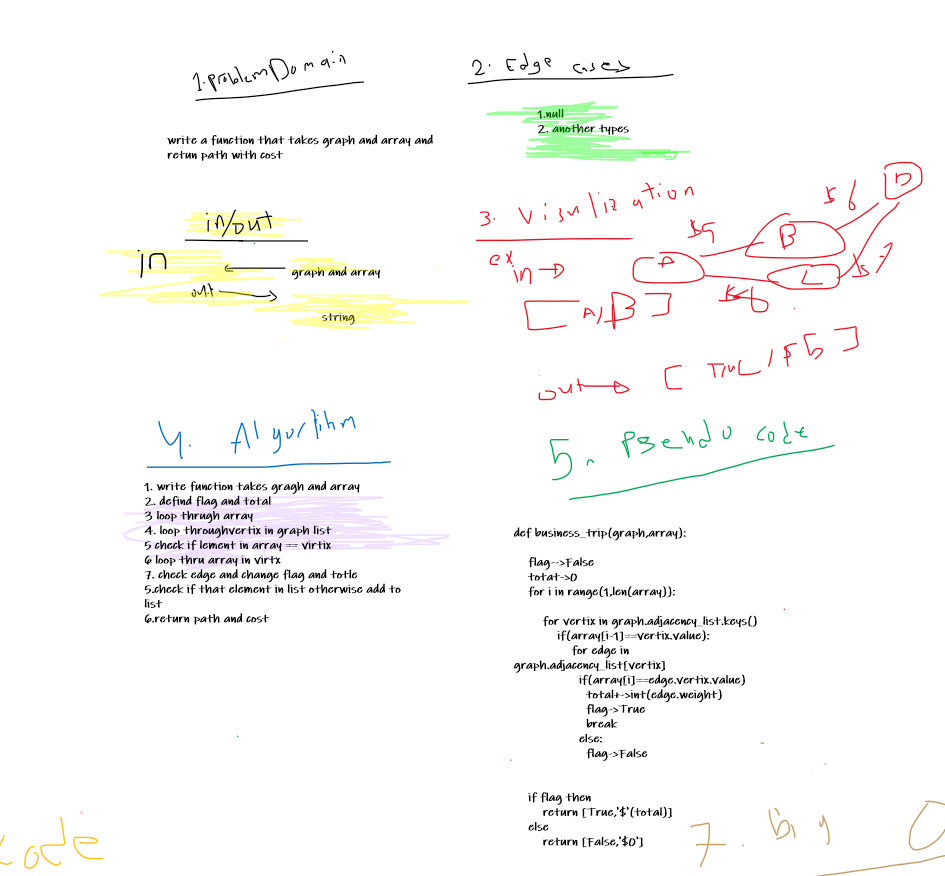 1.problemDomain
write a function that takes graph and array and
retun path with cost
in/out
in
graph and array
out
string
2. Edge cases
1.null
2. another types
3. Visulization
ex
in
A
B
D
$6
[A,B]
out
4. Algorlihm
1. write function takes gragh and array
2. defind flag and total
3 loop thrugh array
4. loop throughvertix in graph list
5 check if lement in array == virtix
6 loop thru array in virtx
7. check edge and change flag and totle
5.check if that element in list otherwise add to
list
6.return path and cost
5. Psendo code
def business_trip(graph,array):
flag-->False
total->0
for i in range(1,len(array)):
for vertix in graph.adjacency_list.keys()
if(array[i-1]==vertix.value):
for edge in
graph.adjacency_list[vertix]
if(array[i]==edge.vertix.value)
total+->int(edge.weight)
flag->True
break
else:
flag->False
if flag then
return [True,'$'(total)]
else
return [False,'$0']
code
7. big O